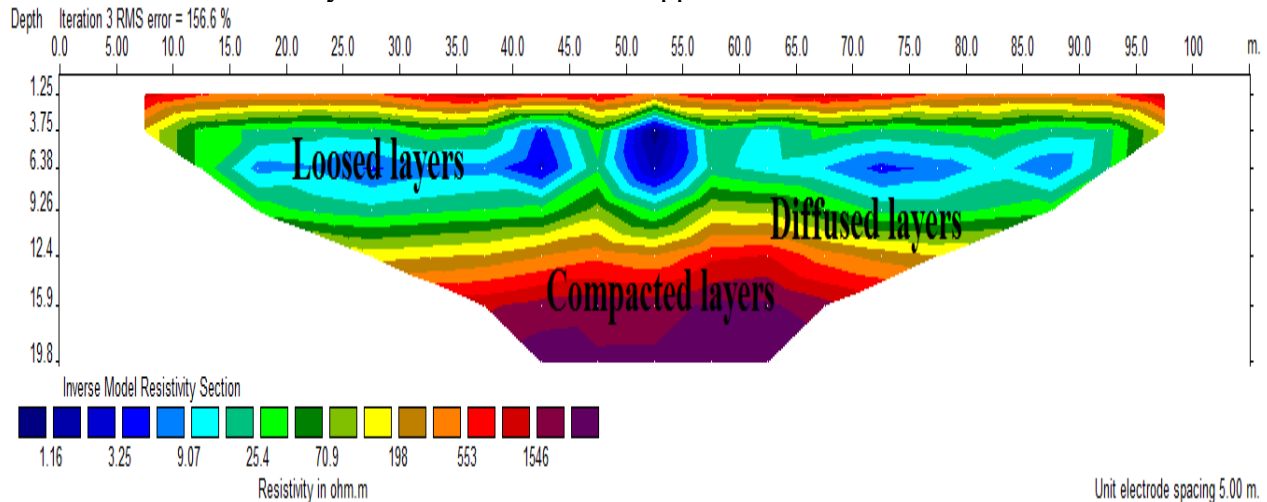 Depth Iteration 3 RMS error = 156.6 %
0.0 5.00 10.0 15.0 20.0 25.0 30.0 35.0 40.0 45.0 50.0 55.0 60.0 65.0 70.0 75.0 80.0 85.0 90.0 95.0 100 m.
1.25
3.75
6.38
Loosed layers
9.26
Diffused layers
12.4
Compacted layers
15.9
19.8
Inverse Model Resistivity Section
1.16 3.25 9.07 25.4 70.9 198 553 1546
Resistivity in ohm.m
Unit electrode spacing 5.00 m.